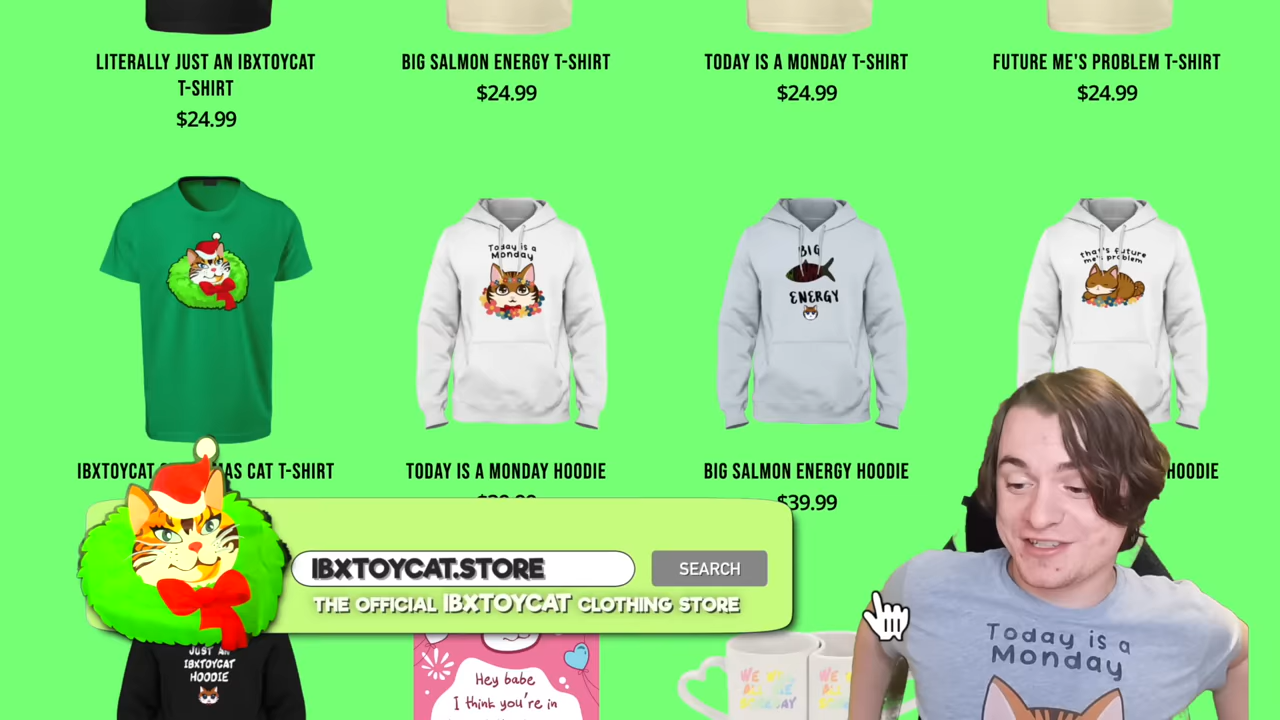 LITERALLY JUST AN IBXTOYCAT
T-SHIRT
$24.99
BIG SALMON ENERGY T-SHIRT
$24.99
TODAY IS A MONDAY T-SHIRT
$24.99
FUTURE ME'S PROBLEM T-SHIRT
$24.99
Today is a
Monday
BIG
ENERGY
that's future
me's problem
IBXTOYCAT MAS CAT T-SHIRT
TODAY IS A MONDAY HOODIE
$39.99
BIG SALMON ENERGY HOODIE
$39.99
HOODIE
IBXTOYCAT.STORE
SEARCH
THE OFFICIAL IBXTOYCAT CLOTHING STORE
JUST AN
IBXTOYCAT
HOODIE
Hey babe
I think you're in
Today is a
Monday